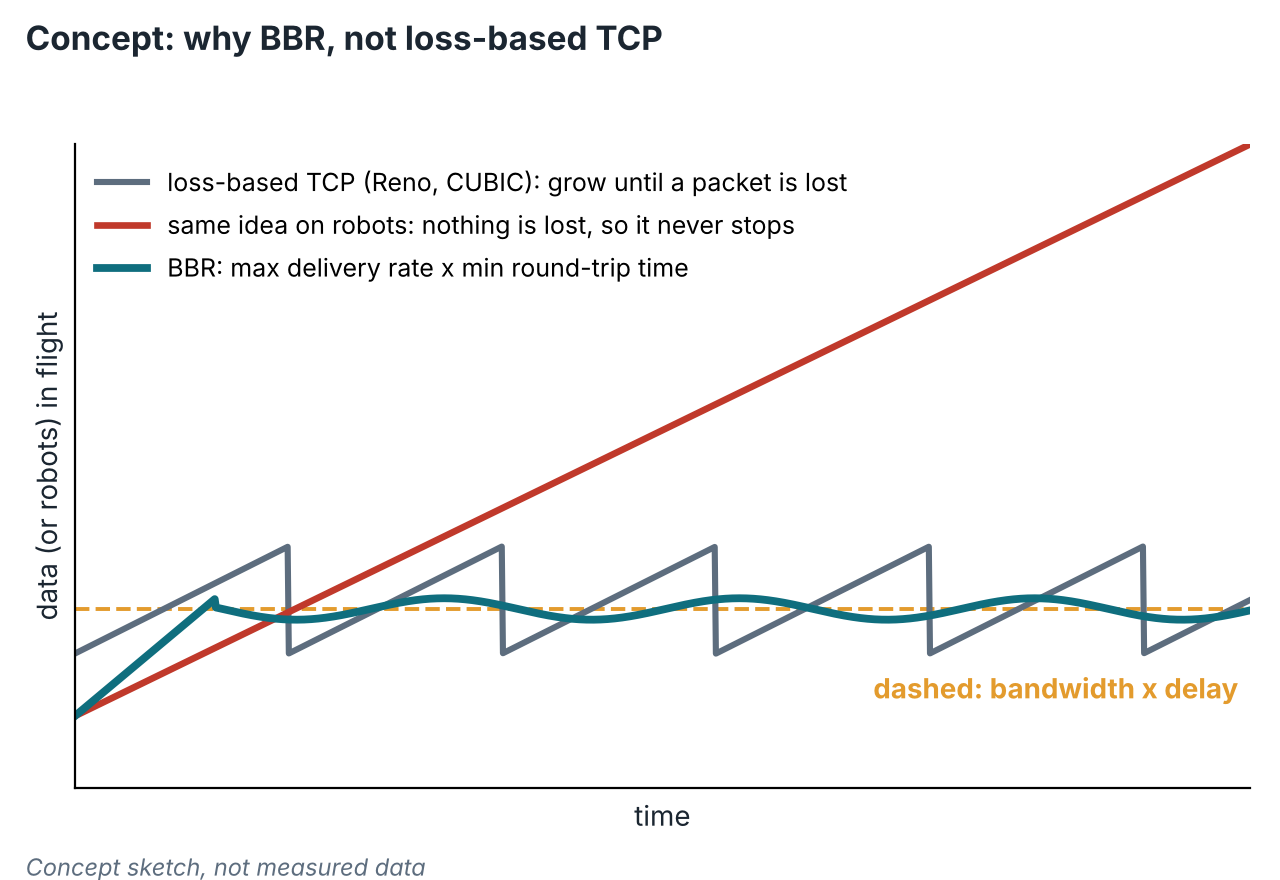 Concept: why BBR, not loss-based TCP
loss-based TCP (Reno, CUBIC): grow until a packet is lost
same idea on robots: nothing is lost, so it never stops
BBR: max delivery rate x min round-trip time
data (or robots) in flight
dashed: bandwidth x delay
time
Concept sketch, not measured data